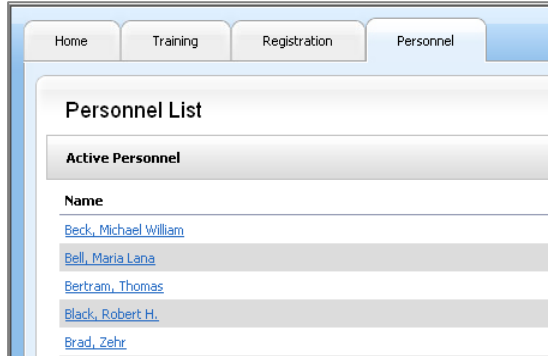 Home Training Registration Personnel
Personnel List
Active Personnel
Name
Beck, Michael William
Bell, Maria Lana
Bertram, Thomas
Black, Robert H.
Brad, Zehr